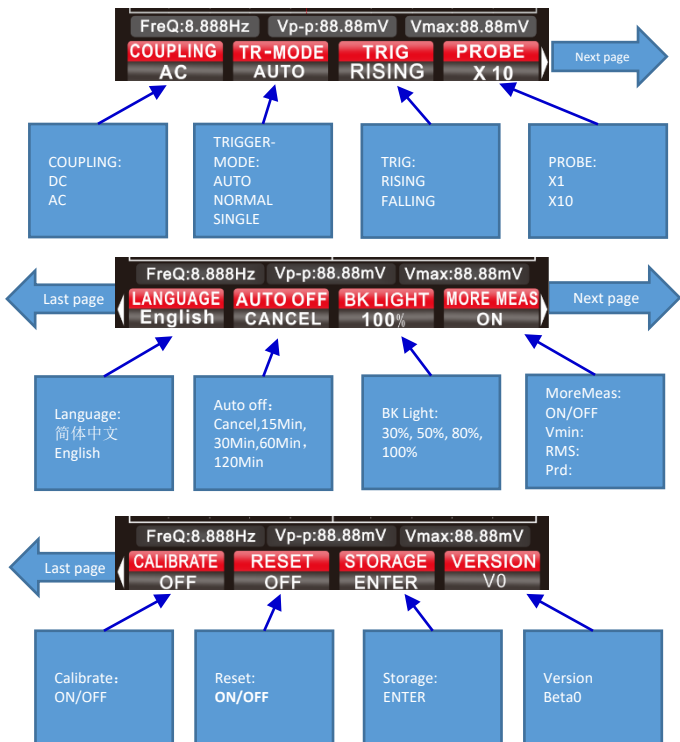 FreQ:8.888Hz Vp-p:88.88mV Vmax:88.88mV
COUPLING TR-MODE TRIG PROBE
AC AUTO RISING X 10
Next page
COUPLING:
DC
AC
TRIGGER-
MODE:
AUTO
NORMAL
SINGLE
TRIG:
RISING
FALLING
PROBE:
X1
X10
FreQ:8.888Hz Vp-p:88.88mV Vmax:88.88mV
Last page
LANGUAGE AUTO OFF BK LIGHT MORE MEAS
English CANCEL 100% ON
Next page
Language:
简体中文
English
Auto off：
Cancel,15Min,
30Min,60Min，
120Min
BK Light:
30%, 50%, 80%,
100%
MoreMeas:
ON/OFF
Vmin:
RMS:
Prd:
FreQ:8.888Hz Vp-p:88.88mV Vmax:88.88mV
Last page
CALIBRATE RESET STORAGE VERSION
OFF OFF ENTER V0
Calibrate：
ON/OFF
Reset:
ON/OFF
Storage:
ENTER
Version
Beta0